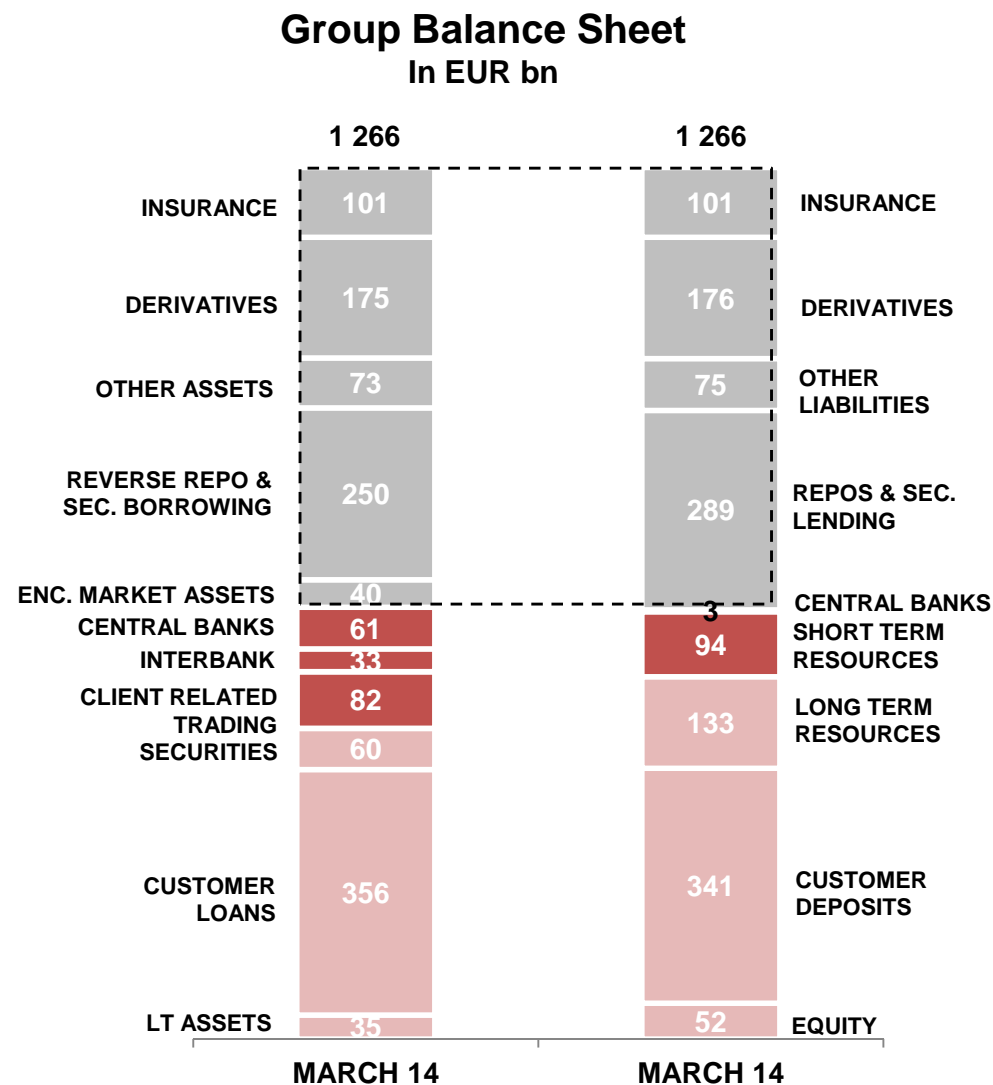 Group Balance Sheet
In EUR bn
1 266
1 266
INSURANCE
101
101
INSURANCE
DERIVATIVES
175
176
DERIVATIVES
OTHER ASSETS
73
75
OTHER
LIABILITIES
REVERSE REPO &
SEC. BORROWING
250
289
REPOS & SEC.
LENDING
ENC. MARKET ASSETS
40
3
CENTRAL BANKS
CENTRAL BANKS
61
94
SHORT TERM
RESOURCES
INTERBANK
33
CLIENT RELATED
TRADING
82
133
LONG TERM
RESOURCES
SECURITIES
60
CUSTOMER
LOANS
356
341
CUSTOMER
DEPOSITS
LT ASSETS
35
52
EQUITY
MARCH 14
MARCH 14